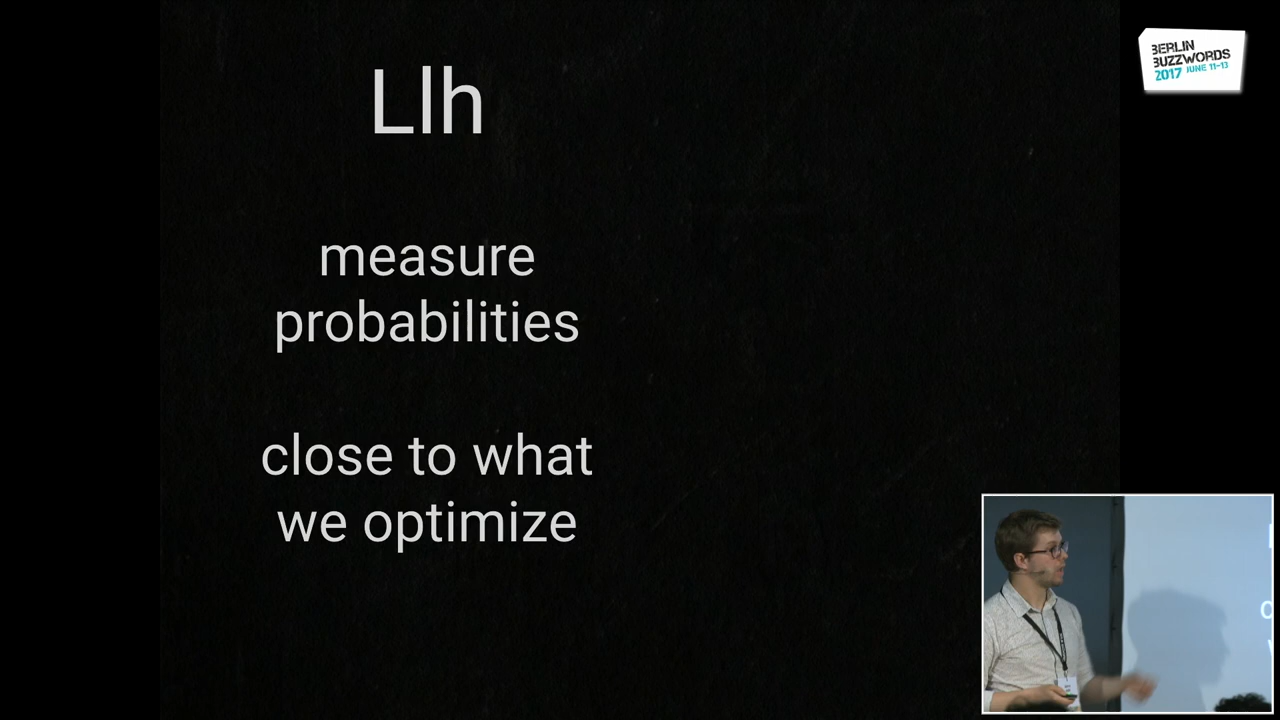 Llh
measure
probabilities
close to what
we optimize
BERLIN
BUZZWORDS
2017 JUNE 11-13